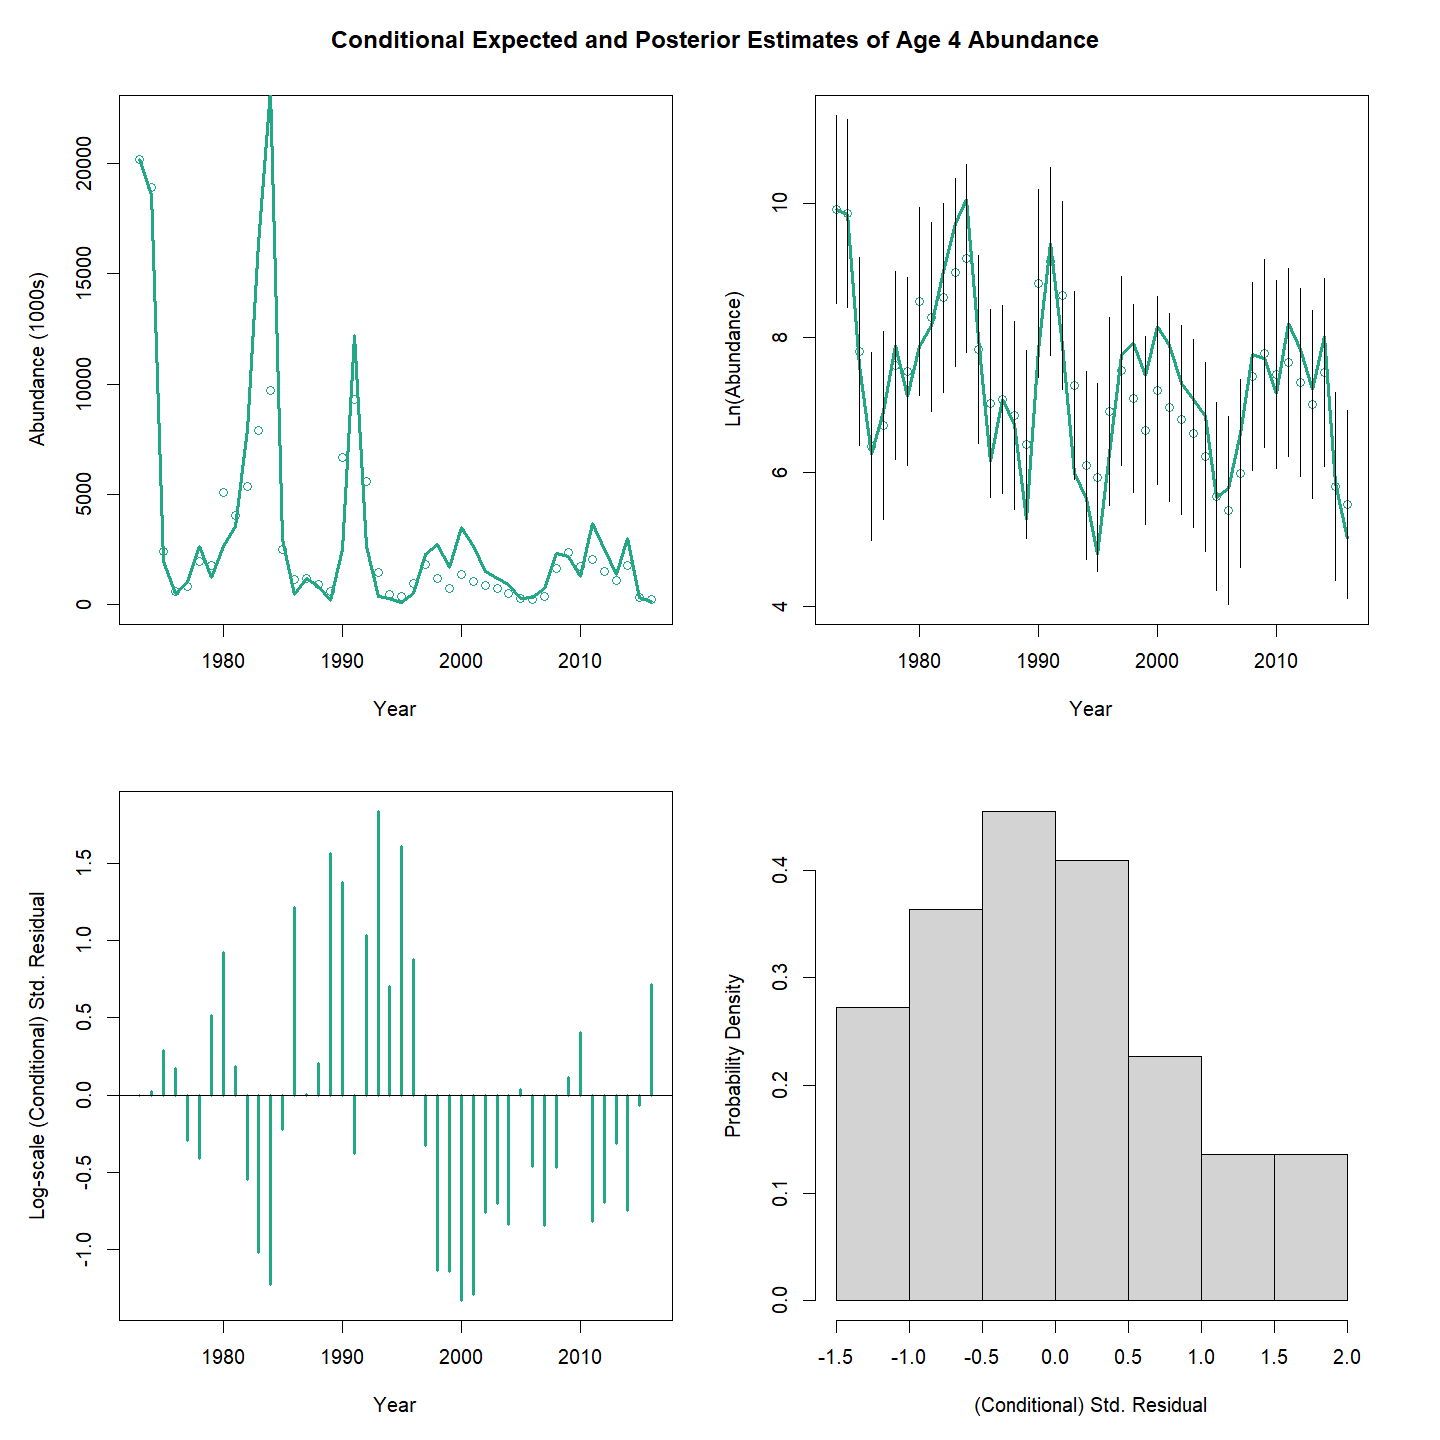 Conditional Expected and Posterior Estimates of Age 4 Abundance
Abundance (1000s)
20000
15000
10000
5000
0
1980 1990 2000 2010
Year
Ln(Abundance)
10
8
6
4
1980 1990 2000 2010
Year
Log-scale (Conditional) Std. Residual
1.5
1.0
0.5
0.0
-0.5
-1.0
1980 1990 2000 2010
Year
Probability Density
0.4
0.3
0.2
0.1
0.0
-1.5 -1.0 -0.5 0.0 0.5 1.0 1.5 2.0
(Conditional) Std. Residual